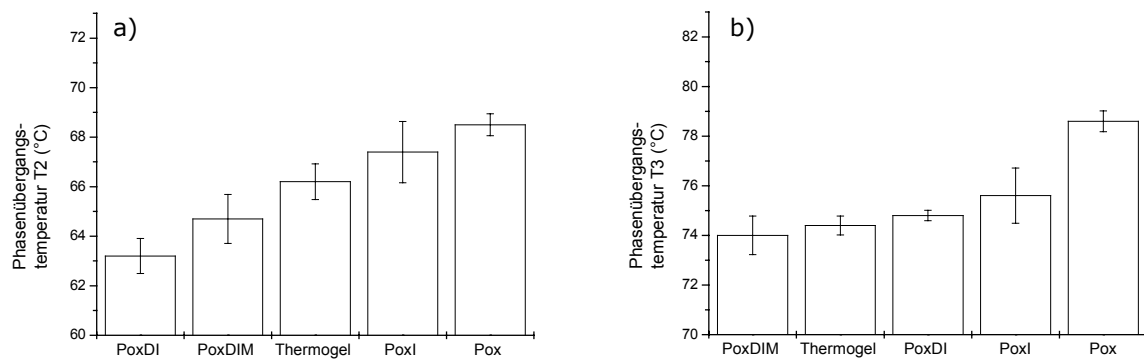 a)
Phasenübergangs-
temperatur T2 (°C)
72
70
68
66
64
62
60
PoxDI PoxDIM Thermogel PoxI Pox
b)
Phasenübergangs-
temperatur T3 (°C)
82
80
78
76
74
72
70
PoxDIM Thermogel PoxDI PoxI Pox